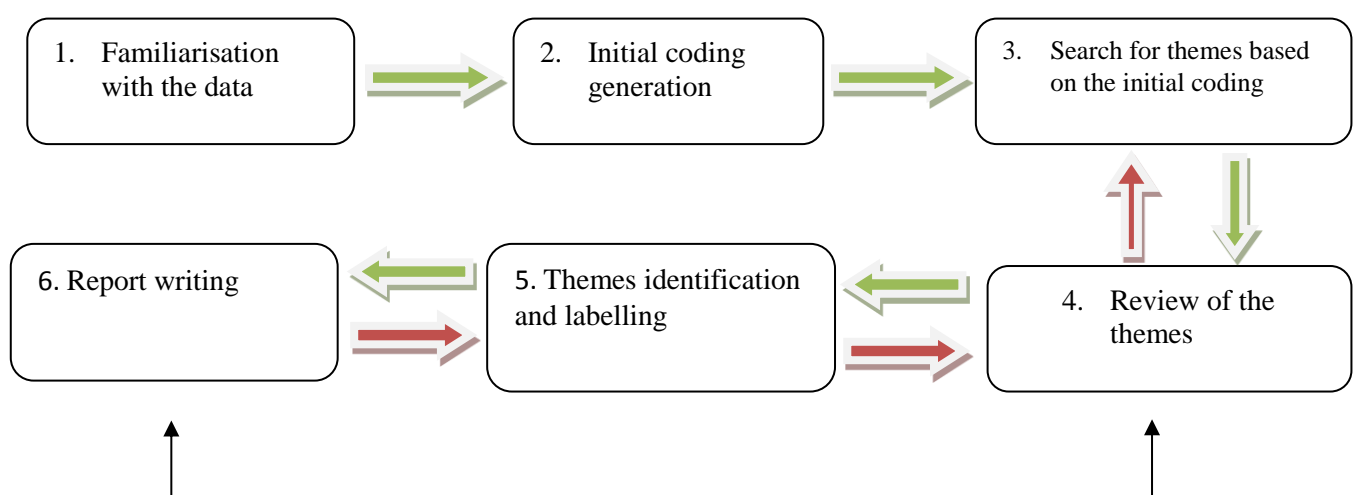 1. Familiarisation
with the data
2. Initial coding
generation
3. Search for themes based
on the initial coding
6. Report writing
5. Themes identification
and labelling
4. Review of the
themes